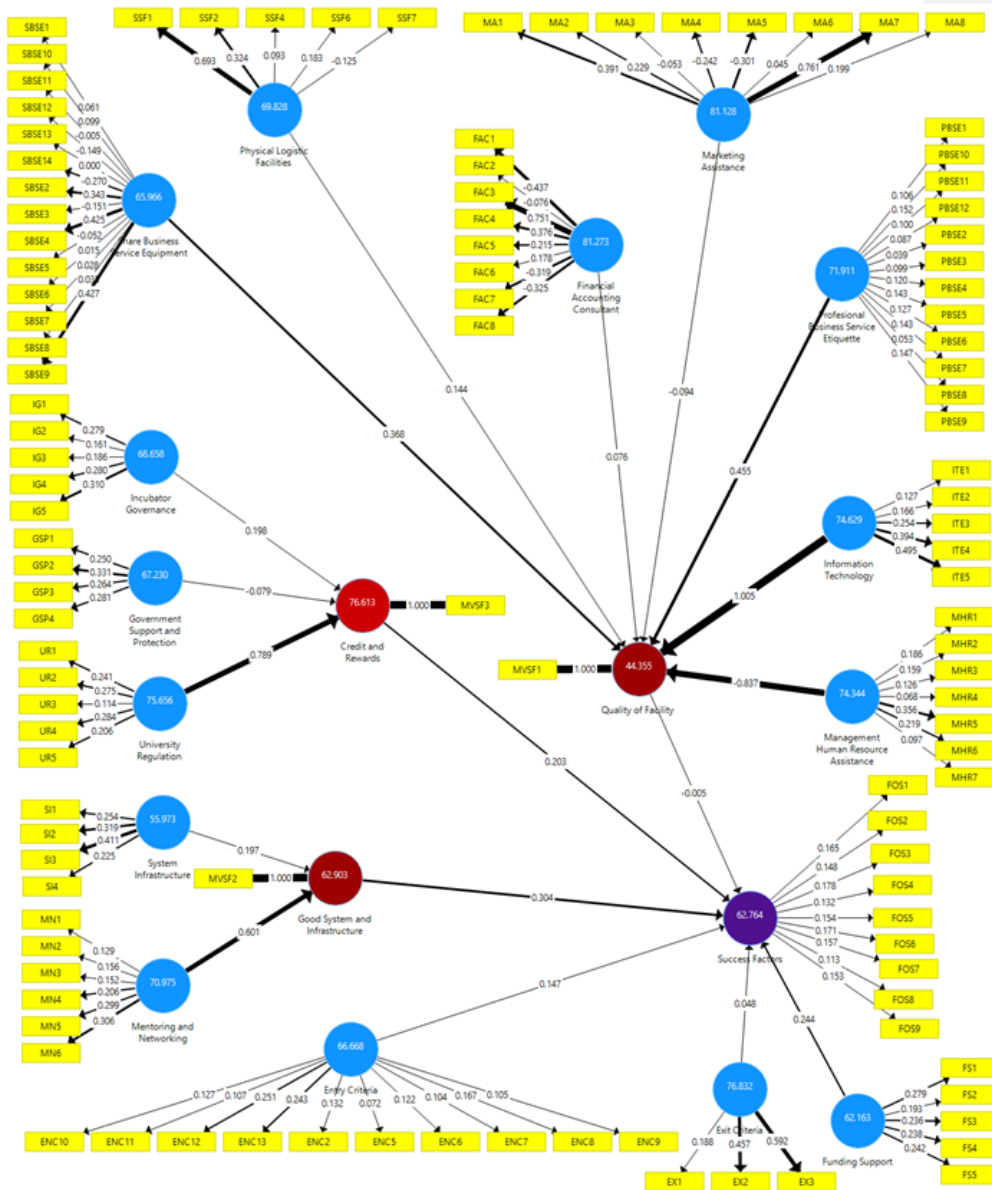 SBSE1
SBSE10
SBSE11
SBSE12
SBSE13
SBSE14
SBSE2
SBSE3
SBSE4
SBSE5
SBSE6
SBSE7
SBSE8
SBSE9
0.061
0.099
-0.005
-0.149
0.000
-0.270
0.343
-0.151
0.425
-0.052
0.015
0.028
0.427
65.966
Share Business
Service Equipment
SSF1
SSF2
SSF4
SSF6
SSF7
0.693
0.324
0.093
0.183
-0.125
69.828
Physical Logistic
Facilities
MA1
MA2
MA3
MA4
MA5
MA6
MA7
MA8
0.391
0.229
-0.053
-0.242
-0.301
0.045
0.761
0.199
81.128
Marketing
Assistance
FAC1
FAC2
FAC3
FAC4
FAC5
FAC6
FAC7
FAC8
-0.437
-0.076
0.751
0.376
0.215
0.178
-0.319
-0.325
81.273
Financial
Accounting
Consultant
PBSE1
PBSE10
PBSE11
PBSE12
PBSE2
PBSE3
PBSE4
PBSE5
PBSE6
PBSE7
PBSE8
PBSE9
0.106
0.152
0.100
0.087
0.039
0.099
0.120
0.143
0.127
0.143
0.053
0.147
71.911
Profesional
Business Service
Etiquette
0.144
0.368
-0.094
0.076
0.455
IG1
IG2
IG3
IG4
IG5
0.279
0.161
0.186
0.280
0.310
68.658
Incubator
Governance
0.198
GSP1
GSP2
GSP3
GSP4
0.250
0.331
0.264
0.281
67.230
Government
Support and
Protection
-0.079
UR1
UR2
UR3
UR4
UR5
0.241
0.275
0.114
0.284
0.206
75.656
University
Regulation
0.789
76.613
Credit and
Rewards
1.000
MVSF3
ITE1
ITE2
ITE3
ITE4
ITE5
0.127
0.166
0.254
0.394
0.495
74.629
Information
Technology
1.005
MVSF1
1.000
44.355
Quality of Facility
MHR1
MHR2
MHR3
MHR4
MHR5
MHR6
MHR7
0.186
0.159
0.126
0.068
0.356
0.219
0.097
74.344
Management
Human Resource
Assistance
-0.837
0.203
-0.005
SI1
SI2
SI3
SI4
0.254
0.319
0.411
0.225
55.973
System
Infrastructure
0.197
MVSF2
1.000
62.903
Good System and
Infrastructure
0.304
MN1
MN2
MN3
MN4
MN5
MN6
0.129
0.156
0.152
0.206
0.299
0.306
70.975
Mentoring and
Networking
0.601
FOS1
FOS2
FOS3
FOS4
FOS5
FOS6
FOS7
FOS8
FOS9
0.165
0.148
0.178
0.132
0.154
0.171
0.157
0.113
0.153
62.764
Success Factors
0.147
0.048
0.244
66.668
Entry Criteria
0.127
0.107
0.251
0.243
0.132
0.072
0.122
0.104
0.167
0.105
ENC10
ENC11
ENC12
ENC13
ENC2
ENC5
ENC6
ENC7
ENC8
ENC9
76.832
Exit Criteria
0.188
0.457
0.592
EX1
EX2
EX3
62.163
Funding Support
0.279
0.193
0.236
0.238
0.242
FS1
FS2
FS3
FS4
FS5